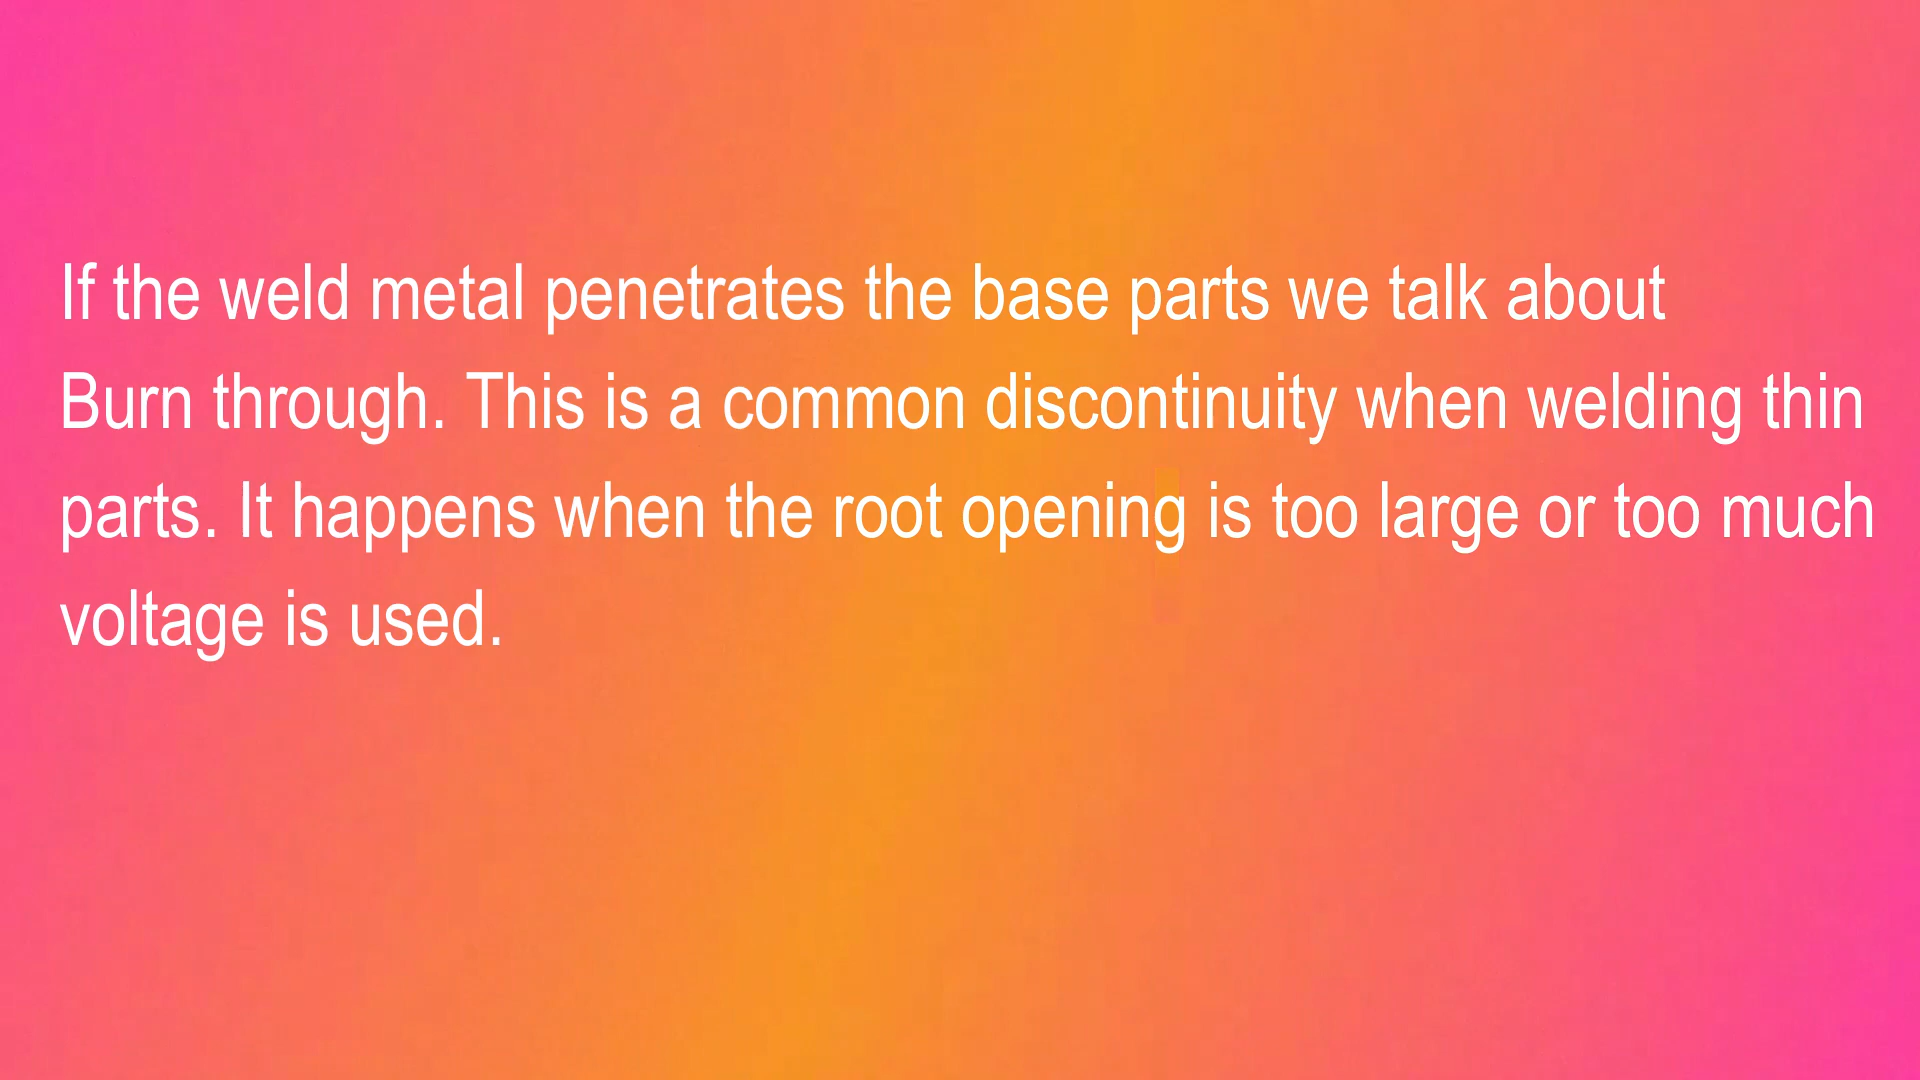 If the weld metal penetrates the base parts we talk about
Burn through. This is a common discontinuity when welding thin
parts. It happens when the root opening is too large or too much
voltage is used.